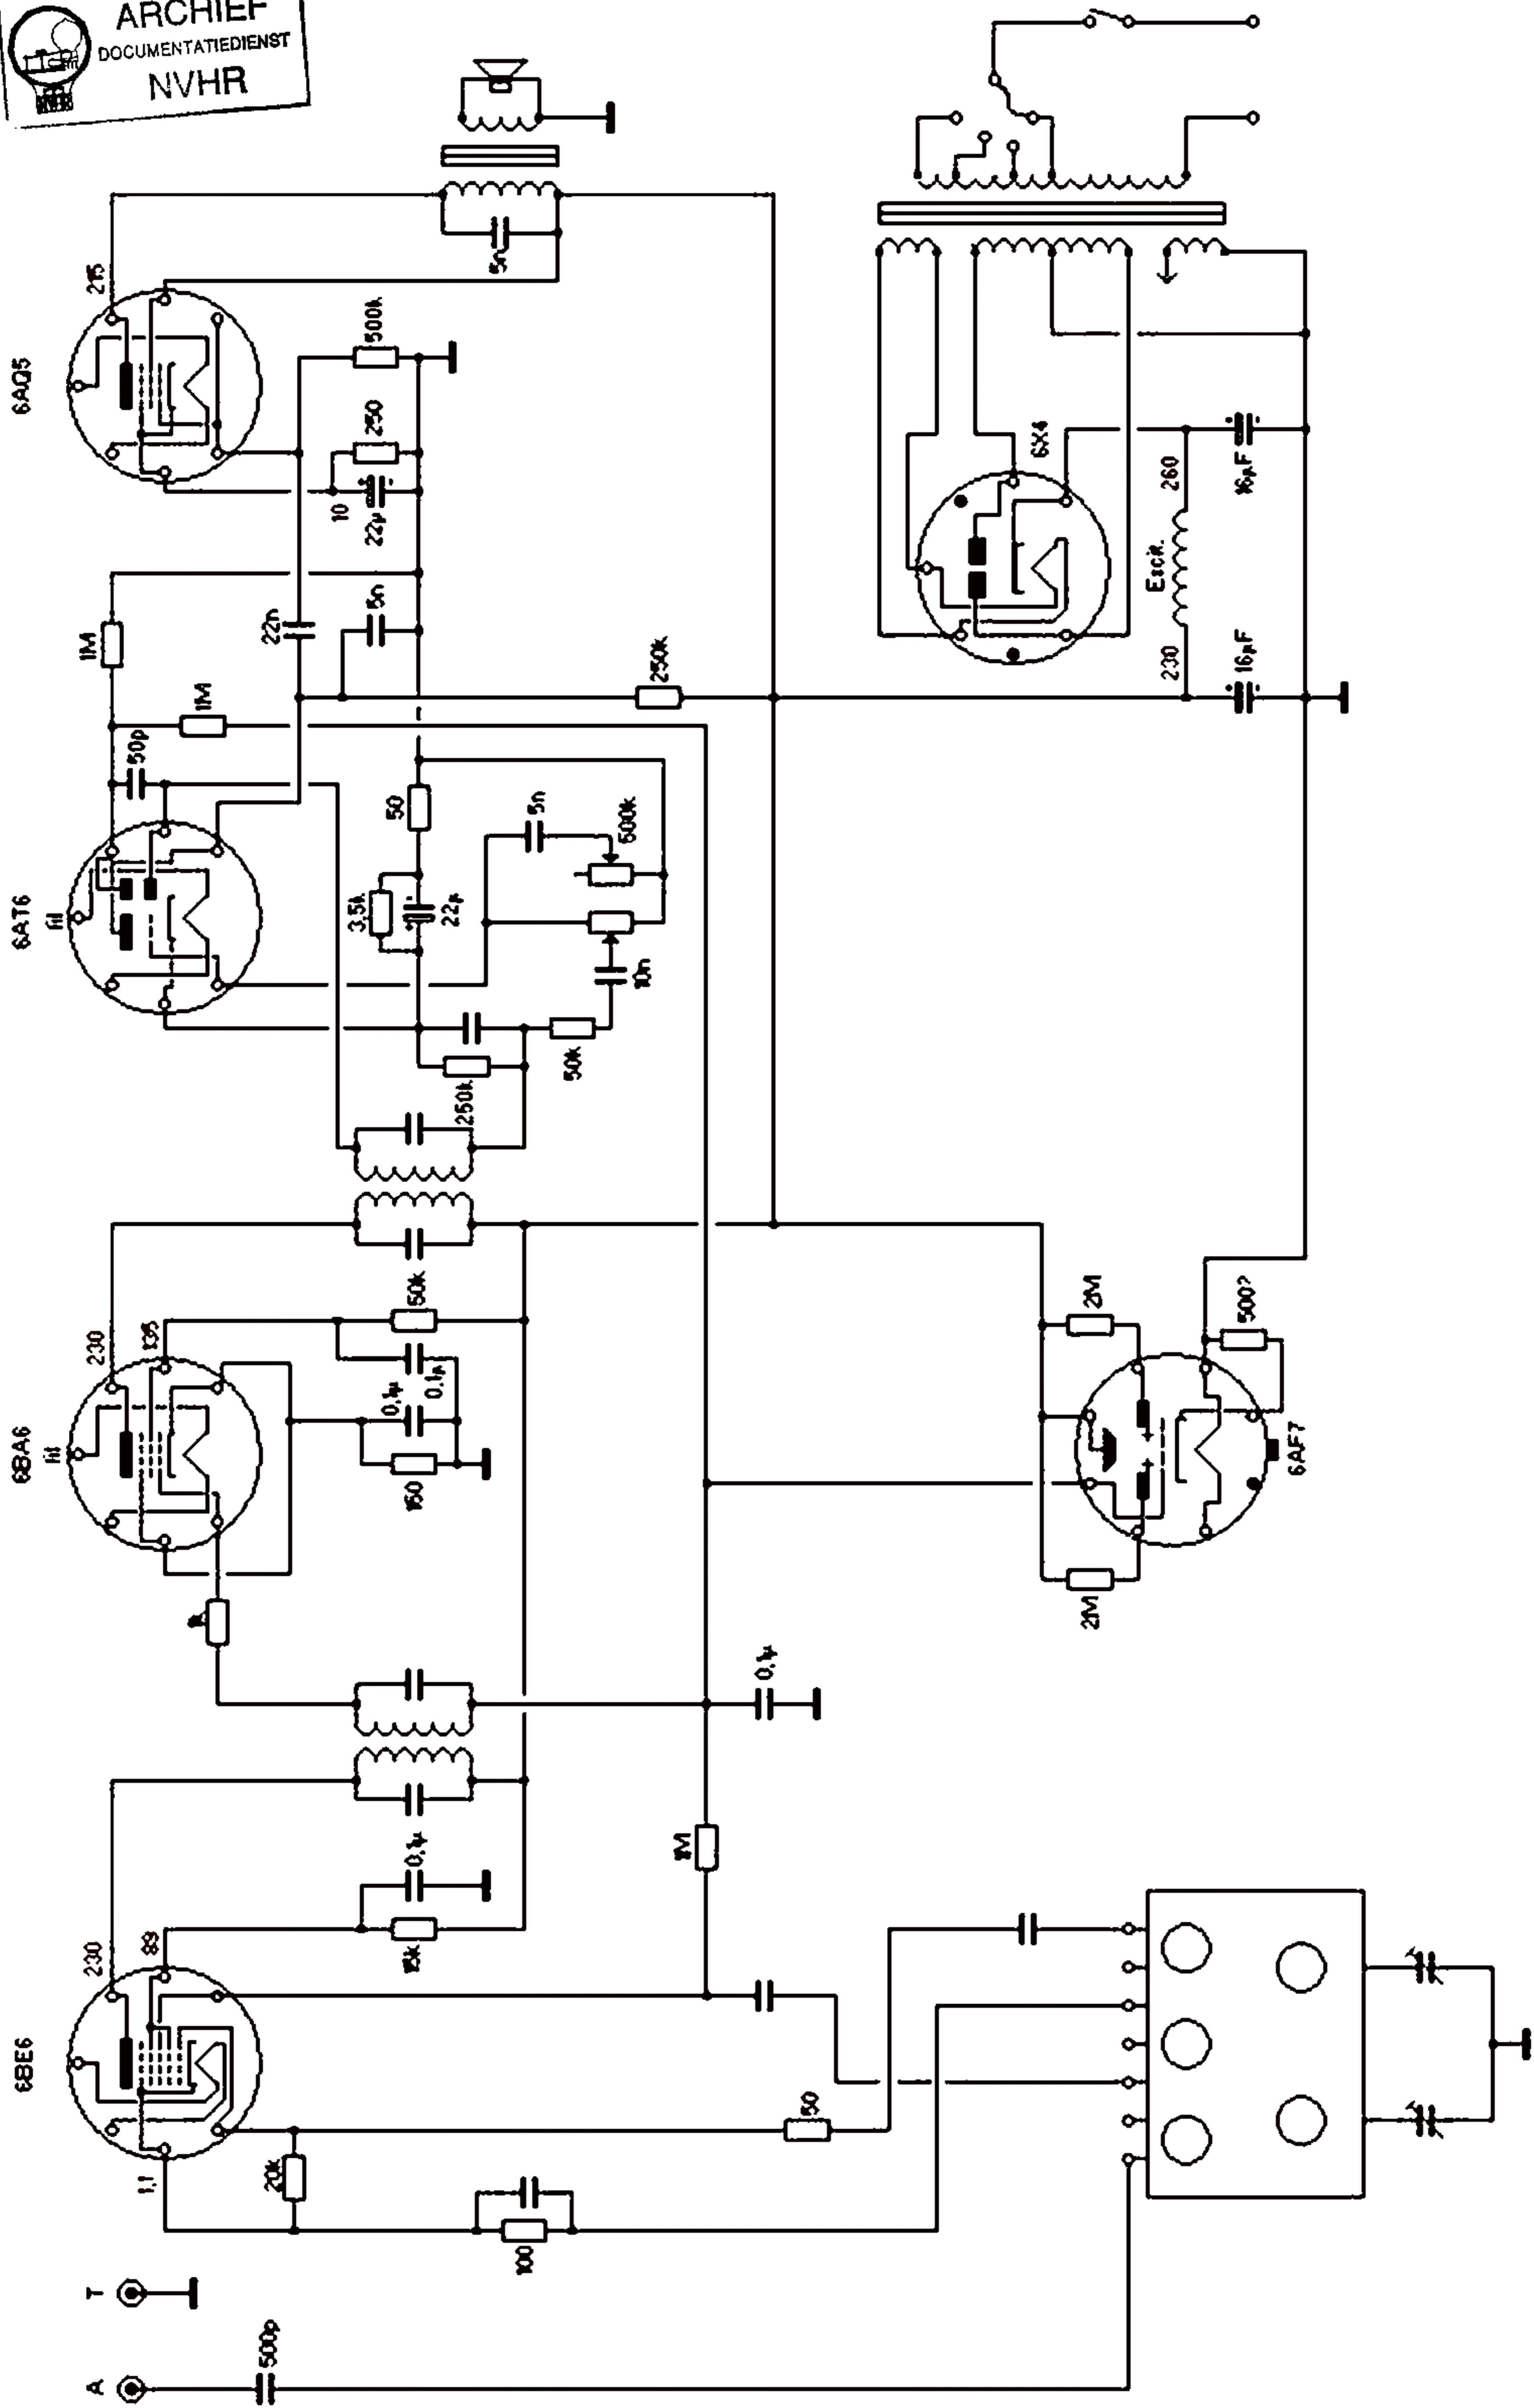 ARCHIEF
DOCUMENTATIEDIENST
NVHR
A
T
500p
6BE6
230
89
1,1
20k
100
50
15k
0,1µ
1M
0,1µ
6BA6
fil
230
135
150
0,1µ
0,1µ
50k
6AT6
fil
250k
50k
10n
3,5k
22µ
50
5n
500k
50p
1M
1M
22n
5n
250k
6AQ5
215
10
22µ
250
500k
5n
6X4
Excit.
230
260
16µF
16µF
2M
2M
500?
6AF7